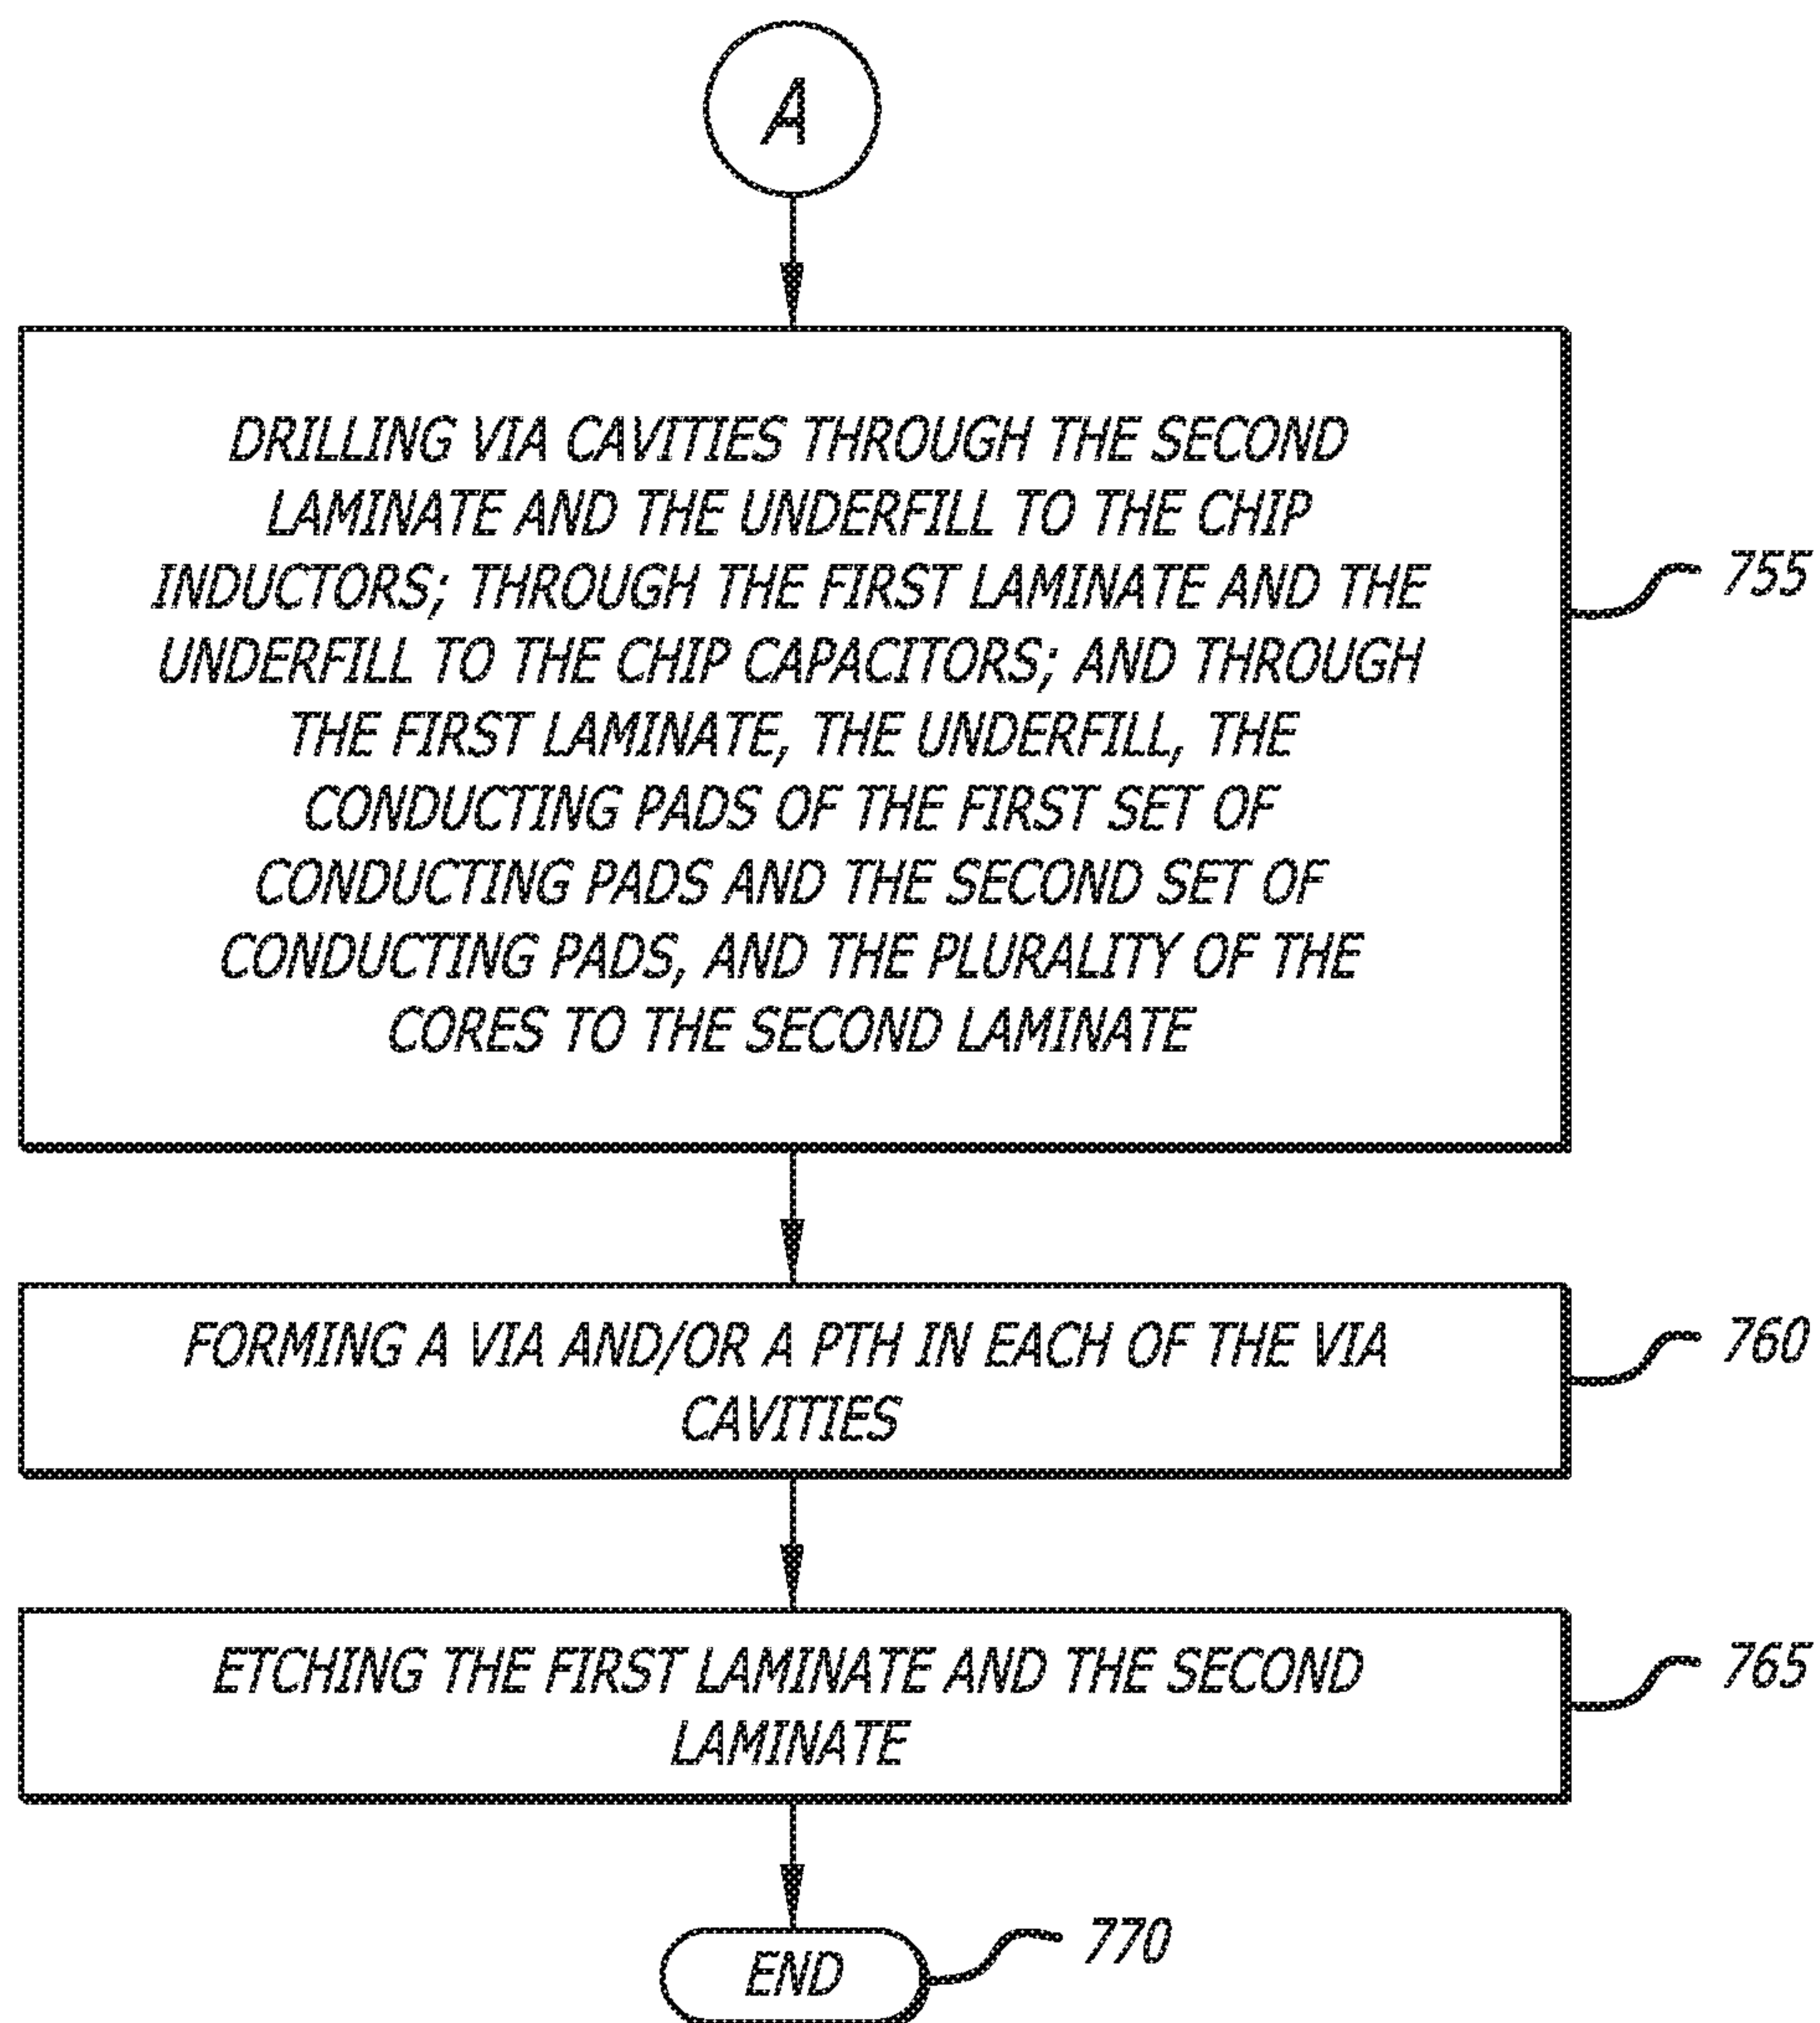 A
DRILLING VIA CAVITIES THROUGH THE SECOND
LAMINATE AND THE UNDERFILL TO THE CHIP
INDUCTORS; THROUGH THE FIRST LAMINATE AND THE
UNDERFILL TO THE CHIP CAPACITORS; AND THROUGH
THE FIRST LAMINATE, THE UNDERFILL, THE
CONDUCTING PADS OF THE FIRST SET OF
CONDUCTING PADS AND THE SECOND SET OF
CONDUCTING PADS, AND THE PLURALITY OF THE
CORES TO THE SECOND LAMINATE
755
FORMING A VIA AND/OR A PTH IN EACH OF THE VIA
CAVITIES
760
ETCHING THE FIRST LAMINATE AND THE SECOND
LAMINATE
765
END
770